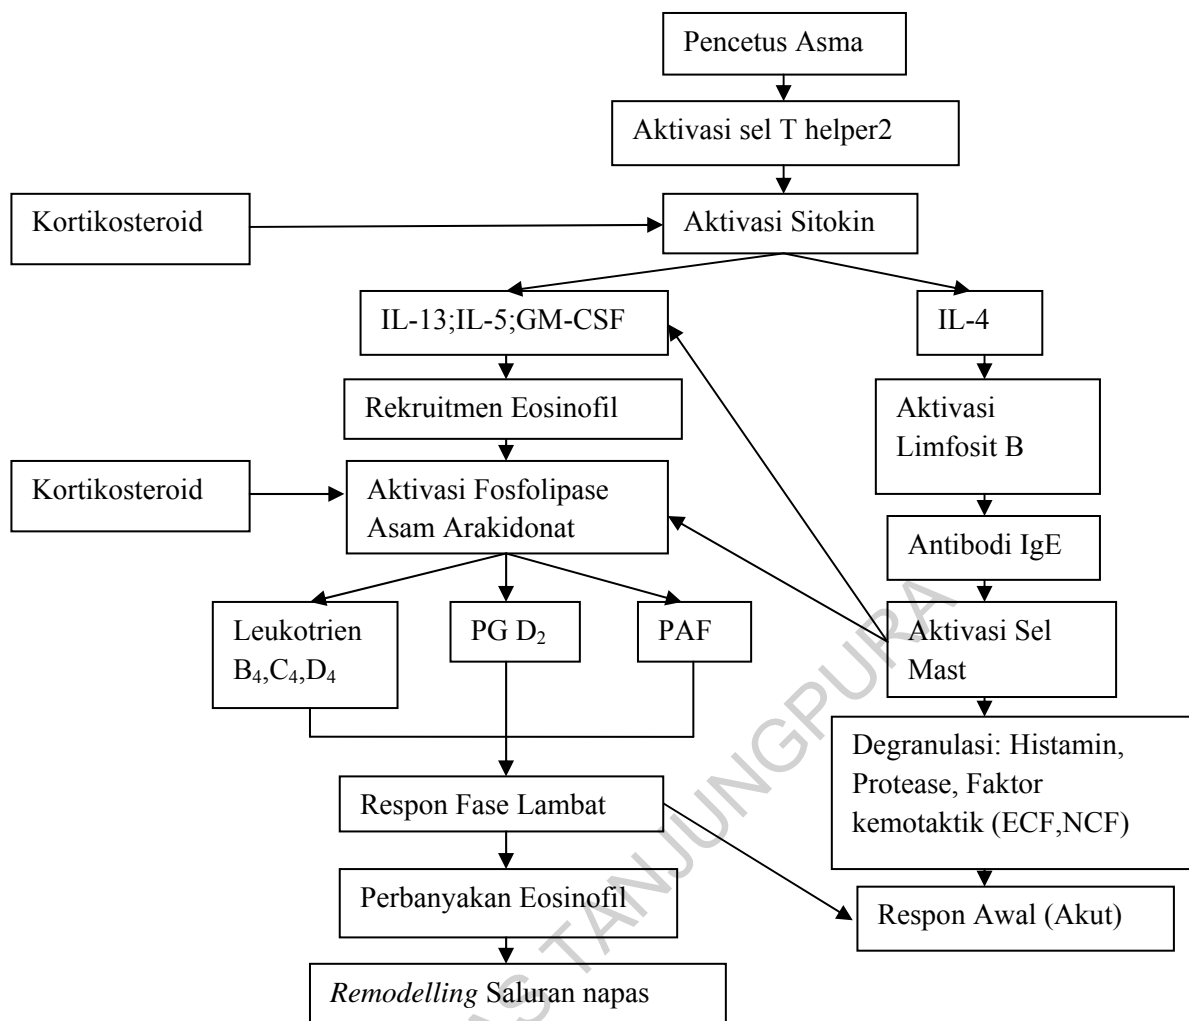 Pencetus Asma
Aktivasi sel T helper2
Kortikosteroid
Aktivasi Sitokin
IL-13;IL-5;GM-CSF
IL-4
Rekruitmen Eosinofil
Aktivasi
Limfosit B
Kortikosteroid
Aktivasi Fosfolipase
Asam Arakidonat
Antibodi IgE
Leukotrien
B₄,C₄,D₄
PG D₂
PAF
Aktivasi Sel
Mast
Degranulasi: Histamin,
Protease, Faktor
kemotaktik (ECF,NCF)
Respon Fase Lambat
Perbanyakan Eosinofil
Respon Awal (Akut)
Remodelling Saluran napas
AS TANJUNGPURA